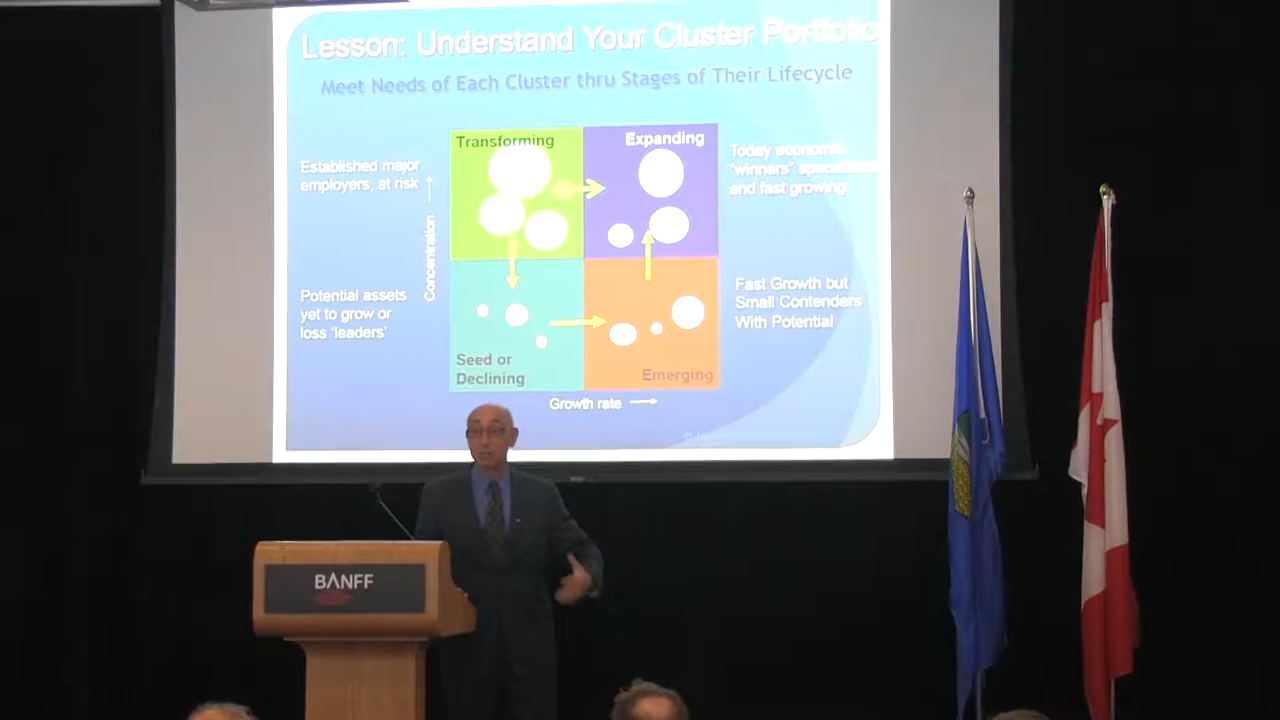 Lesson: Understand Your Cluster Portfolio
Meet Needs of Each Cluster thru Stages of Their Lifecycle
Transforming
Expanding
Established major
employers, at risk
Today economic
"winners"
and fast growing
Concentration
Potential assets
yet to grow or
loss 'leaders'
Fast Growth but
Small Contenders
With Potential
Seed or
Declining
Emerging
Growth rate
BANFF